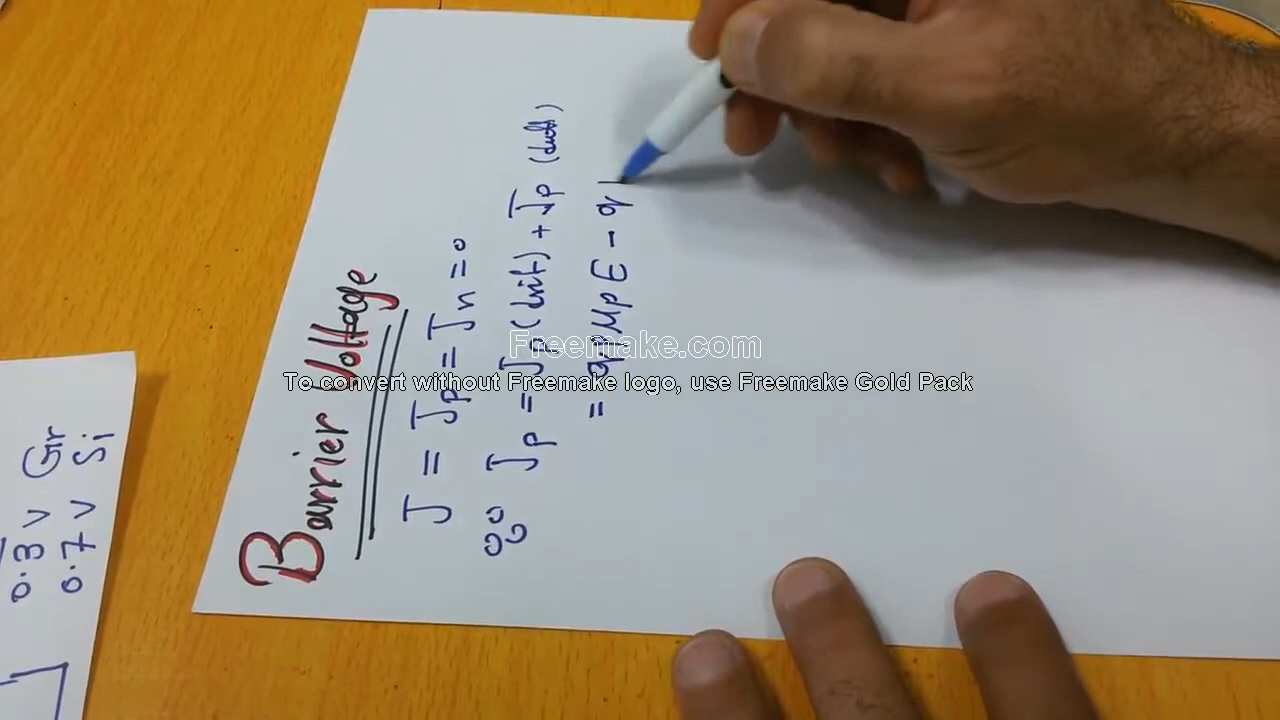 Barrier Voltage
J = Jp = Jn = 0
∴ Jp = Jp (drift) + Jp (diff)
= qpμpE - q
0.3 V Gr
0.7 V Si
Freemake.com
To convert without Freemake logo, use Freemake Gold Pack